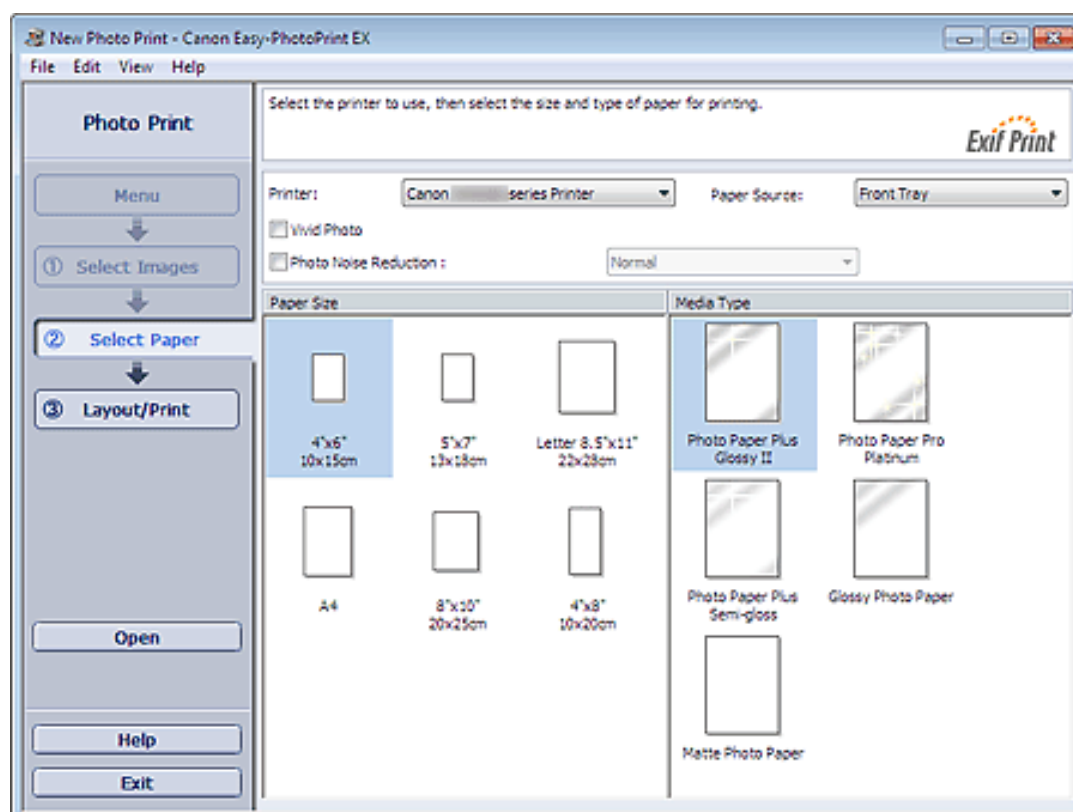 New Photo Print - Canon Easy-PhotoPrint EX
File Edit View Help
Photo Print
Select the printer to use, then select the size and type of paper for printing.
Exif Print
Menu
① Select Images
② Select Paper
③ Layout/Print
Open
Help
Exit
Printer:
Canon series Printer
Paper Source:
Front Tray
Vivid Photo
Photo Noise Reduction :
Normal
Paper Size
4"x6"
10x15cm
5"x7"
13x18cm
Letter 8.5"x11"
22x28cm
A4
8"x10"
20x25cm
4"x8"
10x20cm
Media Type
Photo Paper Plus
Glossy II
Photo Paper Pro
Platinum
Photo Paper Plus
Semi-gloss
Glossy Photo Paper
Matte Photo Paper